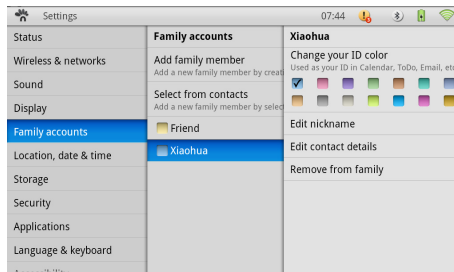 Settings
07:44
Status
Wireless & networks
Sound
Display
Family accounts
Location, date & time
Storage
Security
Applications
Language & keyboard
Accessibility
Family accounts
Add family member
Add a new family member by creati
Select from contacts
Add a new family member by selec
Friend
Xiaohua
Xiaohua
Change your ID color
Used as your ID in Calendar, ToDo, Email, etc
Edit nickname
Edit contact details
Remove from family